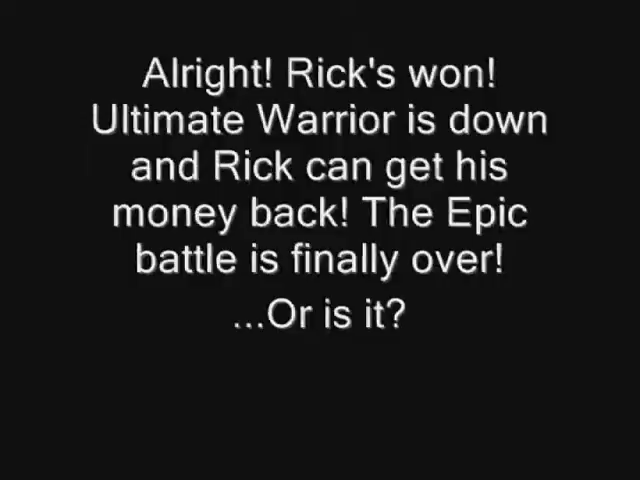 Alright! Rick's won!
Ultimate Warrior is down
and Rick can get his
money back! The Epic
battle is finally over!
...Or is it?